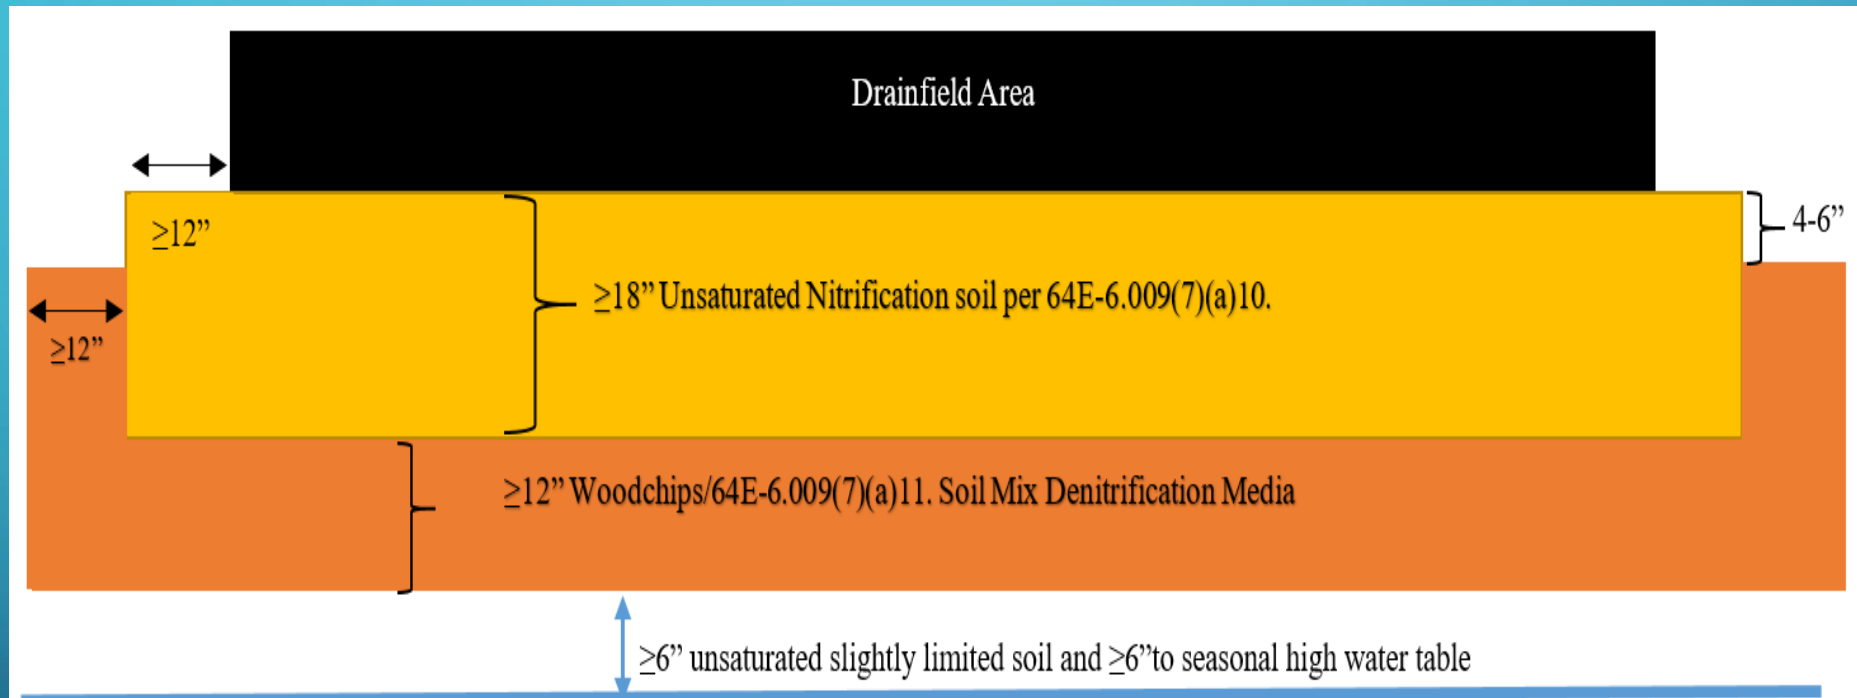 Drainfield Area
≥12”
4-6”
≥18” Unsaturated Nitrification soil per 64E-6.009(7)(a)10.
≥12”
≥12” Woodchips/64E-6.009(7)(a)11. Soil Mix Denitrification Media
≥6” unsaturated slightly limited soil and ≥6”to seasonal high water table